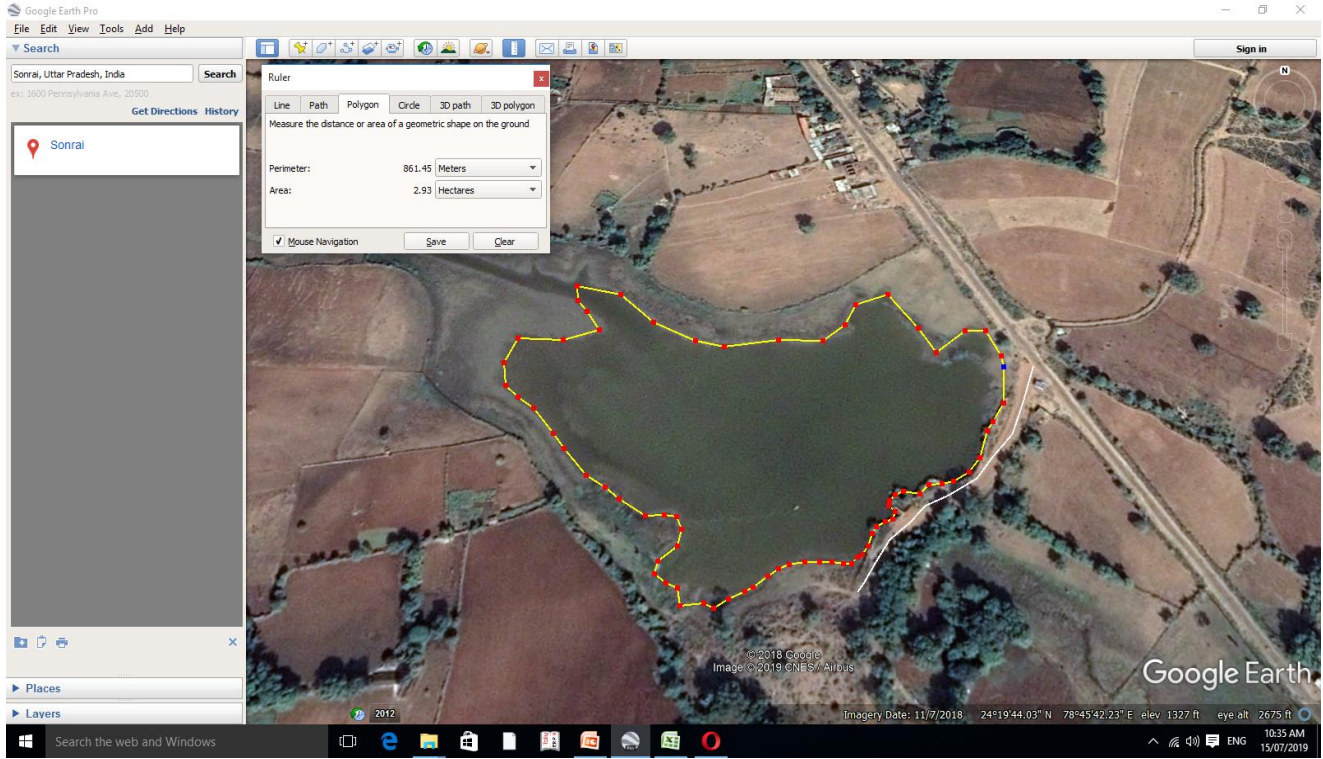 Google Earth Pro
File Edit View Tools Add Help
Search
Sonrai, Uttar Pradesh, India Search
ex: 1600 Pennsylvania Ave, 20500
Get Directions History
Sonrai
Sign in
Ruler
x
Line Path Polygon Circle 3D path 3D polygon
Measure the distance or area of a geometric shape on the ground
Perimeter: 861.45 Meters
Area: 2.93 Hectares
Mouse Navigation Save Clear
N
© 2018 Google
Image © 2019 CNES / Airbus
Google Earth
Places
Layers
2012
Imagery Date: 11/7/2018 24°19'44.03" N 78°45'42.23" E elev 1327 ft eye alt 2675 ft
Search the web and Windows
ENG
10:35 AM
15/07/2019